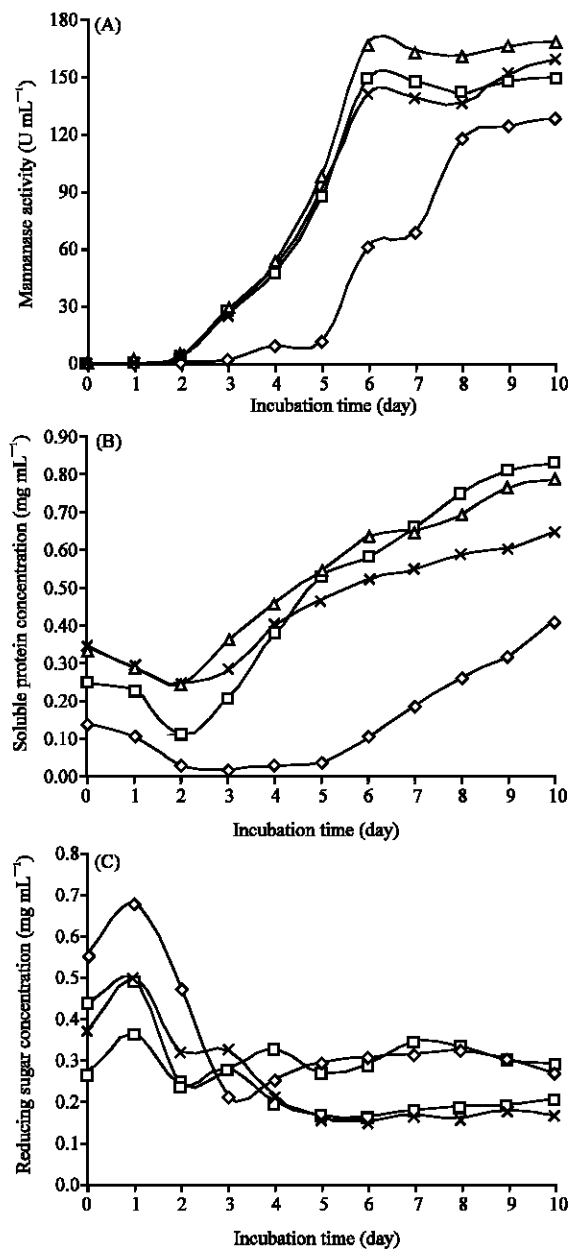 (A)
Mannanase activity (U mL⁻¹)
180
150
120
90
60
30
0
0 1 2 3 4 5 6 7 8 9 10
Incubation time (day)
(B)
Soluble protein concentration (mg mL⁻¹)
0.90
0.80
0.70
0.60
0.50
0.40
0.30
0.20
0.10
0.00
0 1 2 3 4 5 6 7 8 9 10
Incubation time (day)
(C)
Reducing sugar concentration (mg mL⁻¹)
0.8
0.7
0.6
0.5
0.4
0.3
0.2
0.1
0.0
0 1 2 3 4 5 6 7 8 9 10
Incubation time (day)